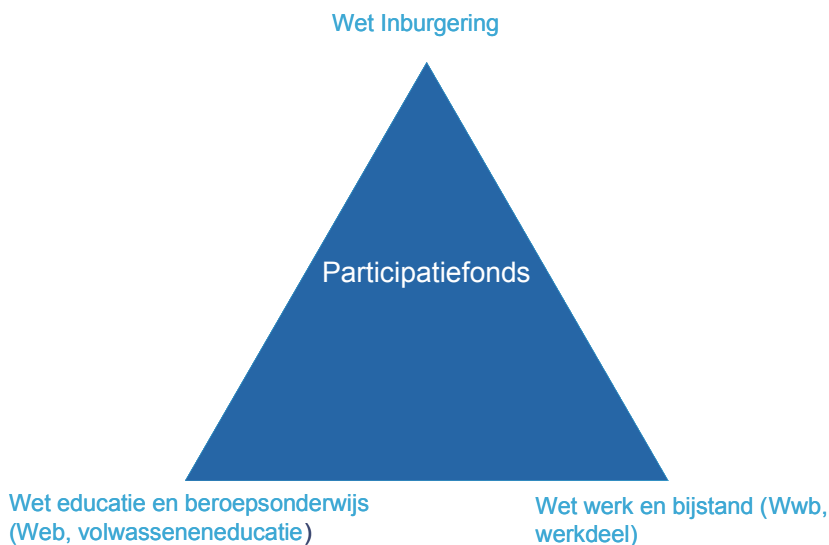 Wet Inburgering
Participatiefonds
Wet educatie en beroepsonderwijs
(Web, volwasseneneducatie)
Wet werk en bijstand (Wwb,
werkdeel)